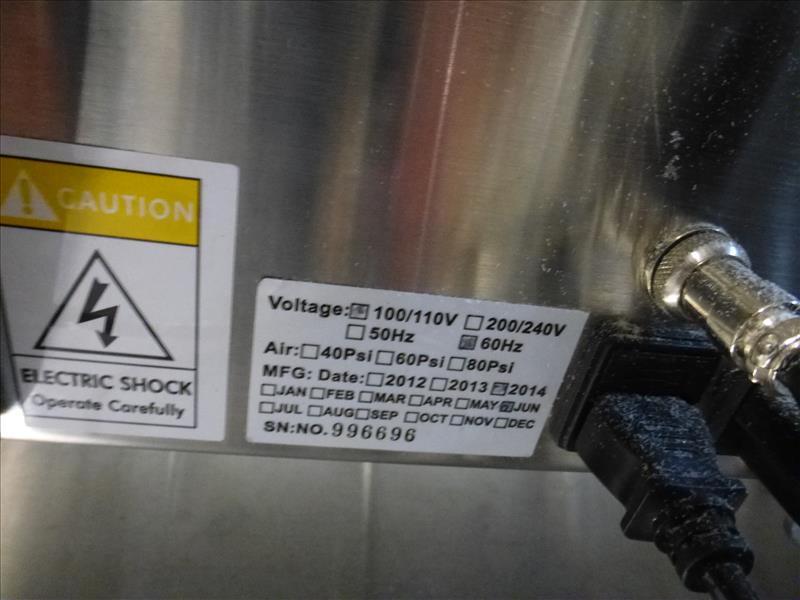 CAUTION
ELECTRIC SHOCK
Operate Carefully
Voltage: 100/110V 200/240V
50Hz 60Hz
Air: 40Psi 60Psi 80Psi
MFG: Date: 2012 2013 2014
JAN FEB MAR APR MAY JUN
JUL AUG SEP OCT NOV DEC
SN:NO. 996696